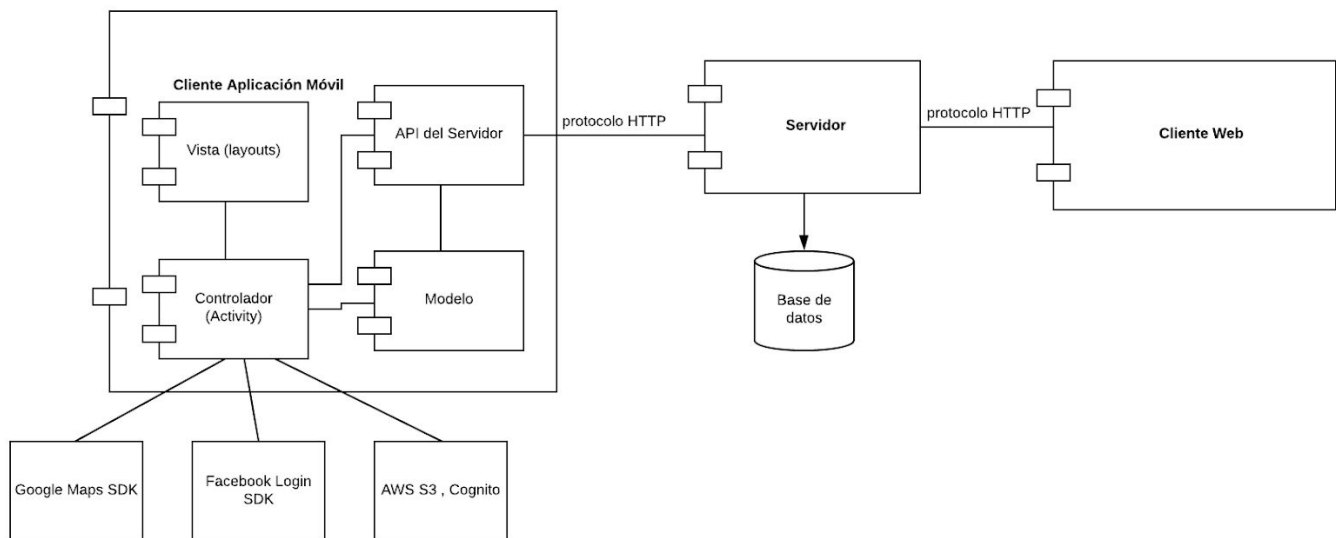 Cliente Aplicación Móvil
Vista (layouts)
API del Servidor
protocolo HTTP
Servidor
protocolo HTTP
Cliente Web
Controlador
(Activity)
Modelo
Base de
datos
Google Maps SDK
Facebook Login
SDK
AWS S3 , Cognito